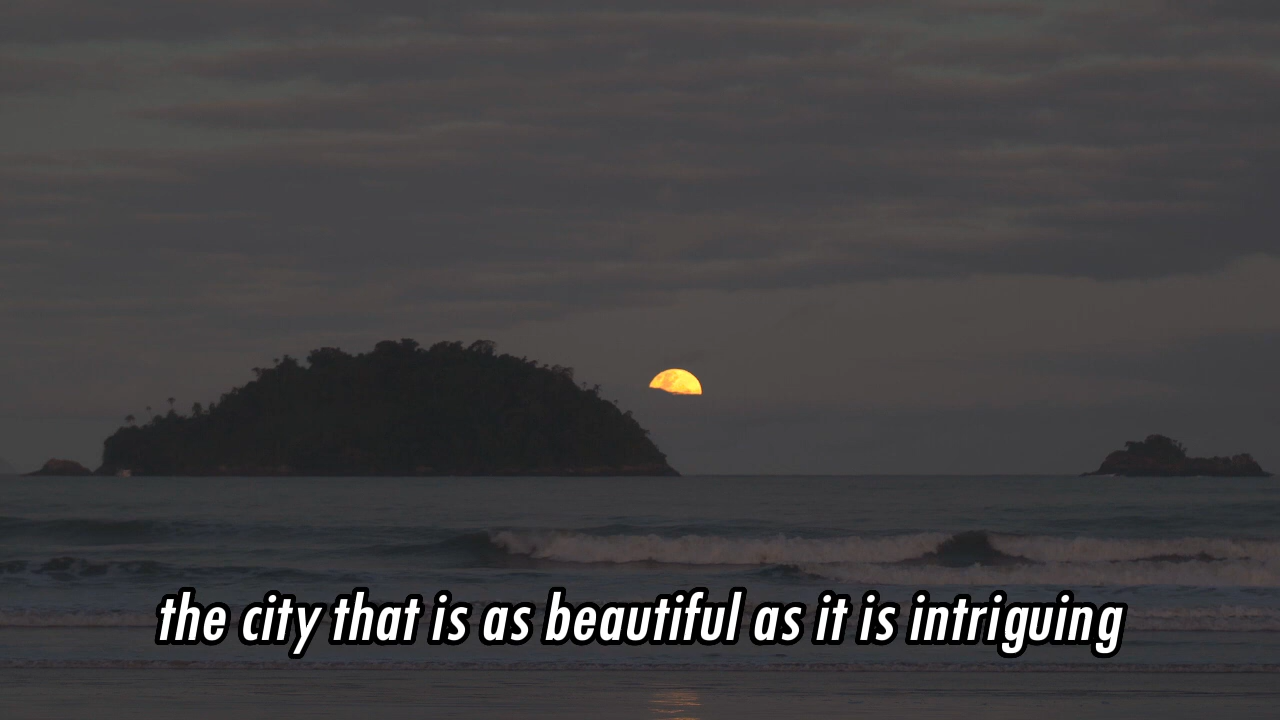 the city that is as beautiful as it is intriguing